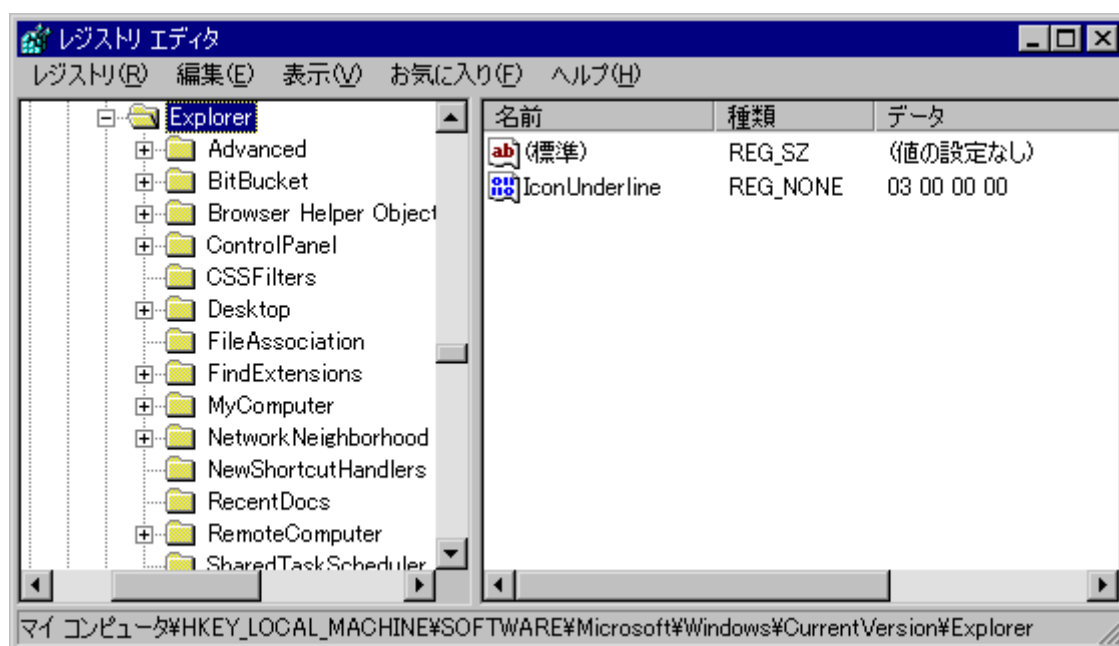 レジストリ エディタ
レジストリ(R) 編集(E) 表示(V) お気に入り(F) ヘルプ(H)
Explorer
Advanced
BitBucket
Browser Helper Object
ControlPanel
CSSFilters
Desktop
FileAssociation
FindExtensions
MyComputer
NetworkNeighborhood
NewShortcutHandlers
RecentDocs
RemoteComputer
SharedTaskScheduler
名前 種類 データ
ab (標準) REG_SZ (値の設定なし)
IconUnderline REG_NONE 03 00 00 00
マイ コンピュータ¥HKEY_LOCAL_MACHINE¥SOFTWARE¥Microsoft¥Windows¥CurrentVersion¥Explorer